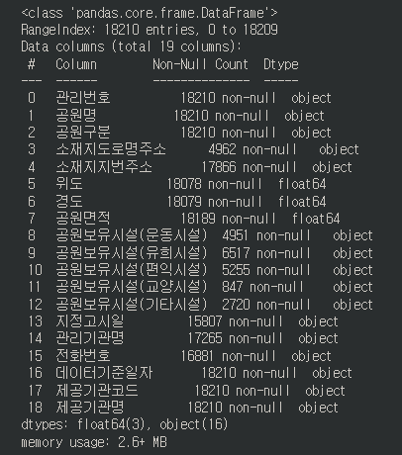 <class 'pandas.core.frame.DataFrame'>
RangeIndex: 18210 entries, 0 to 18209
Data columns (total 19 columns):
 #   Column        Non-Null Count  Dtype
---  ------        --------------  -----
 0   관리번호          18210 non-null  object
 1   공원명           18210 non-null  object
 2   공원구분          18210 non-null  object
 3   소재지도로명주소      4962 non-null   object
 4   소재지지번주소       17866 non-null  object
 5   위도            18078 non-null  float64
 6   경도            18079 non-null  float64
 7   공원면적          18189 non-null  float64
 8   공원보유시설(운동시설)  4951 non-null   object
 9   공원보유시설(유희시설)  6517 non-null   object
 10  공원보유시설(편익시설)  5255 non-null   object
 11  공원보유시설(교양시설)  847 non-null    object
 12  공원보유시설(기타시설)  2720 non-null   object
 13  지정고시일         15807 non-null  object
 14  관리기관명         17265 non-null  object
 15  전화번호          16881 non-null  object
 16  데이터기준일자       18210 non-null  object
 17  제공기관코드        18210 non-null  object
 18  제공기관명         18210 non-null  object
dtypes: float64(3), object(16)
memory usage: 2.6+ MB